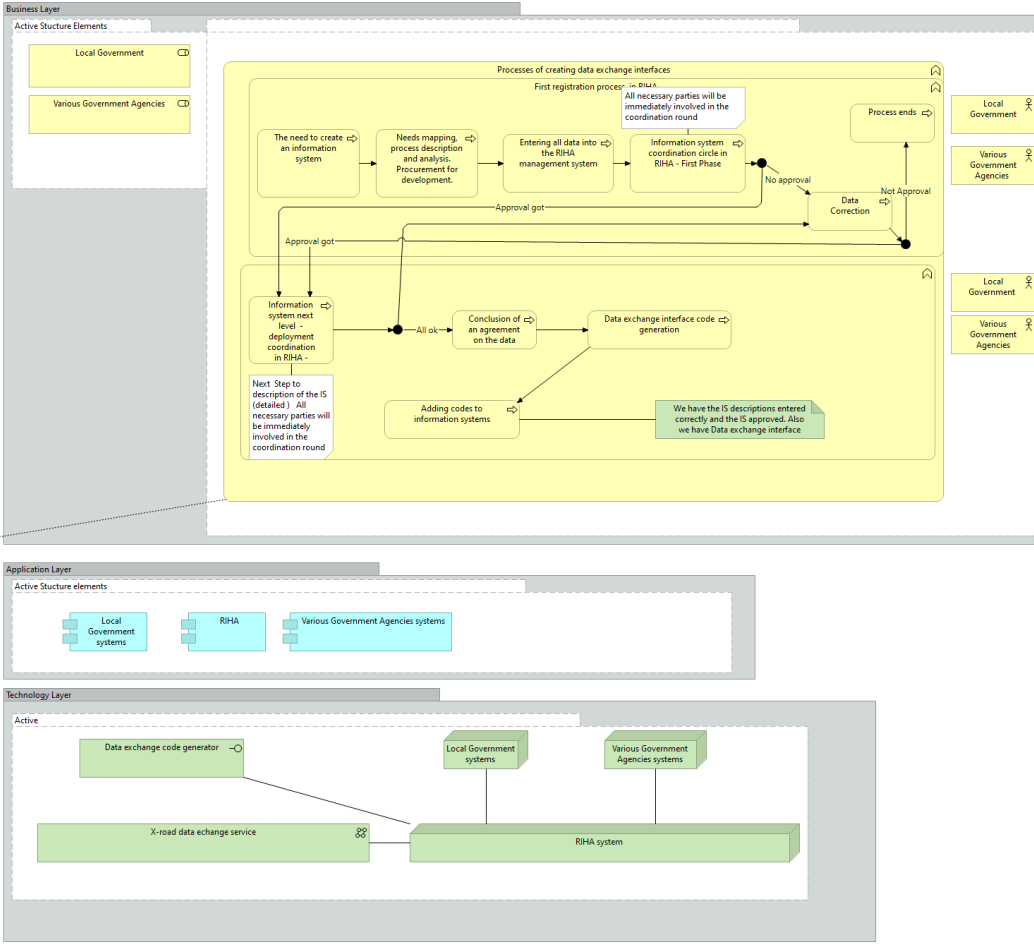 Business Layer
Active Stucture Elements
Local Government
Various Government Agencies
Processes of creating data exchange interfaces
First registration process in RIHA
All necessary parties will be
immediately involved in the
coordination round
The need to create
an information
system
Needs mapping,
process description
and analysis.
Procurement for
development.
Entering all data into
the RIHA
management system
Information system
coordination circle in
RIHA - First Phase
Process ends
No approval
Not Approval
Data
Correction
Approval got
Approval got
Local
Government
Various
Government
Agencies
Information
system next
level -
deployment
coordination
in RIHA -
All ok
Conclusion of
an agreement
on the data
Data exchange interface code
generation
Local
Government
Various
Government
Agencies
Next Step to
description of the IS
(detailed ) All
necessary parties will
be immediately
involved in the
coordination round
Adding codes to
information systems
We have the IS descriptions entered
correctly and the IS approved. Also
we have Data exchange interface
Application Layer
Active Stucture elements
Local
Government
systems
RIHA
Various Government Agencies systems
Technology Layer
Active
Data exchange code generator
Local Government
systems
Various Government
Agencies systems
X-road data echange service
RIHA system